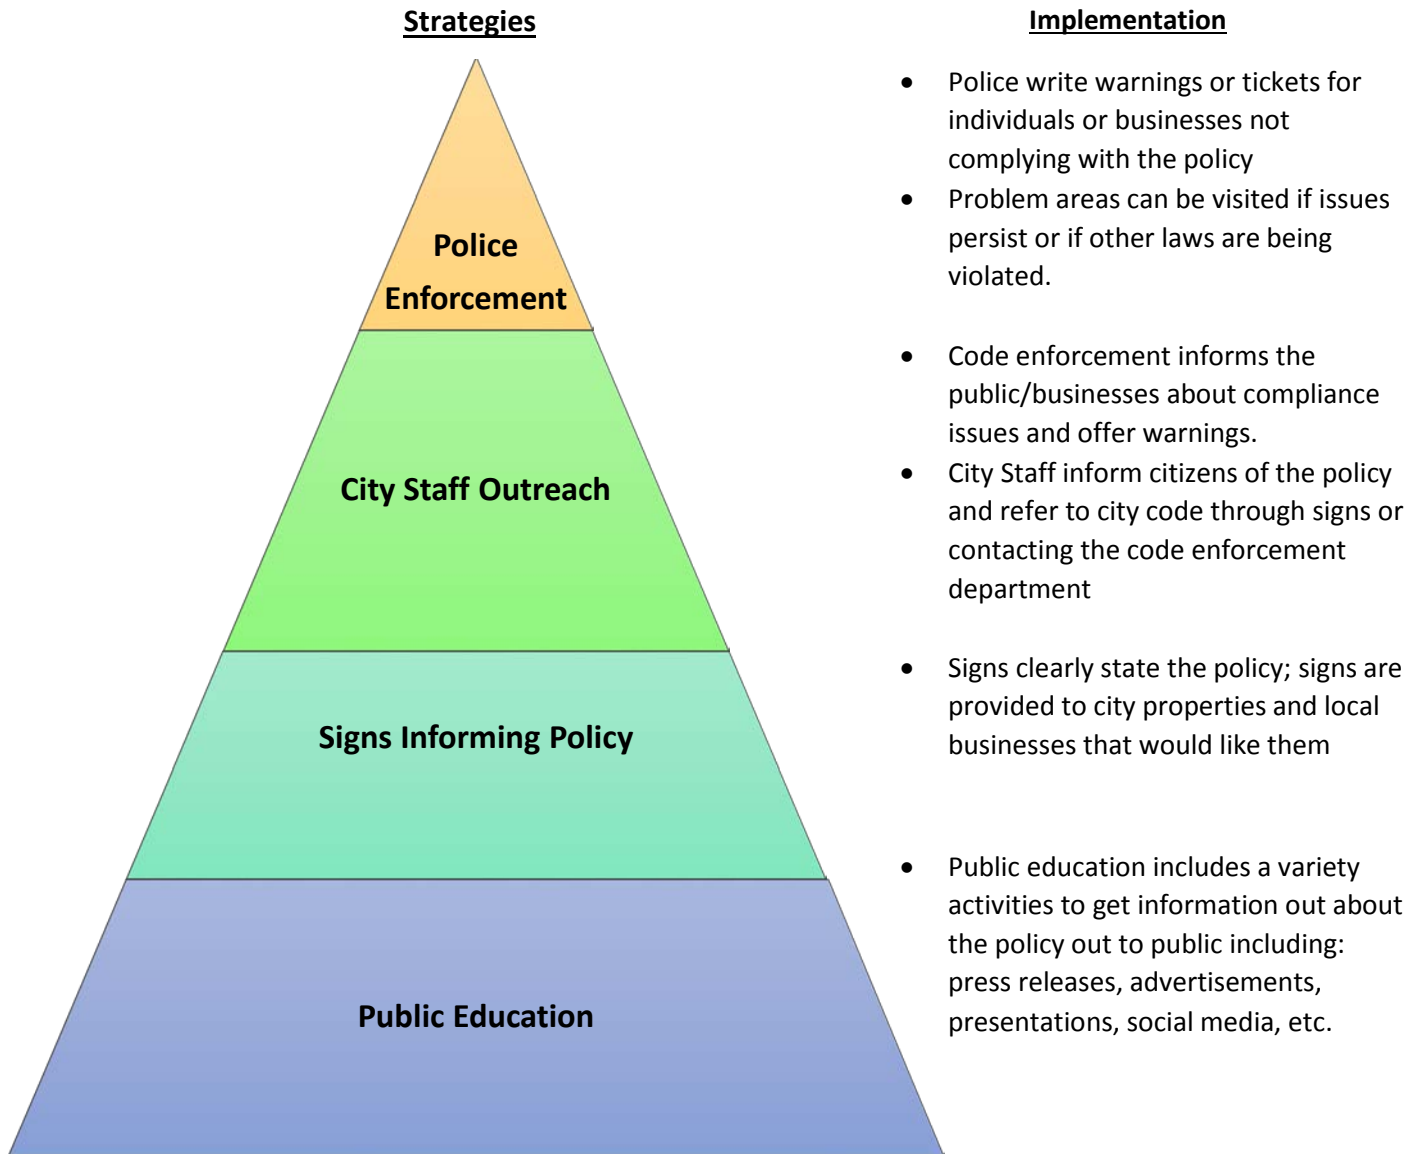 Strategies
Implementation
Police
Enforcement
• Police write warnings or tickets for
individuals or businesses not
complying with the policy
• Problem areas can be visited if issues
persist or if other laws are being
violated.
City Staff Outreach
• Code enforcement informs the
public/businesses about compliance
issues and offer warnings.
• City Staff inform citizens of the policy
and refer to city code through signs or
contacting the code enforcement
department
Signs Informing Policy
• Signs clearly state the policy; signs are
provided to city properties and local
businesses that would like them
Public Education
• Public education includes a variety
activities to get information out about
the policy out to public including:
press releases, advertisements,
presentations, social media, etc.